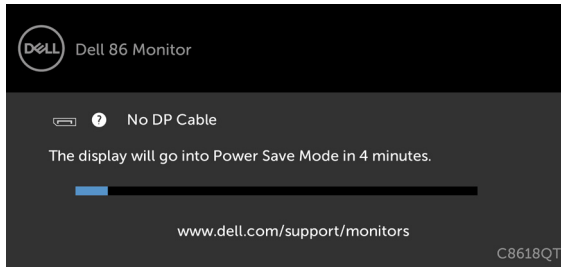 DELL Dell 86 Monitor
? No DP Cable
The display will go into Power Save Mode in 4 minutes.
www.dell.com/support/monitors
C8618QT